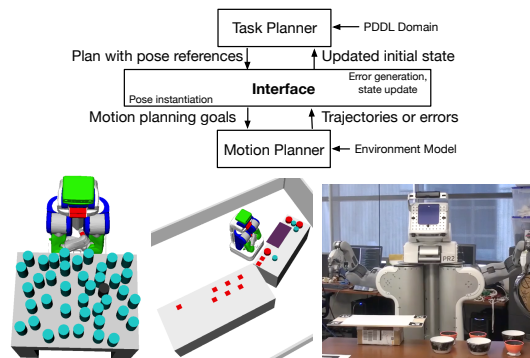 Task Planner
PDDL Domain
Plan with pose references
Updated initial state
Interface
Error generation,
state update
Pose instantiation
Motion planning goals
Trajectories or errors
Motion Planner
Environment Model
PR2